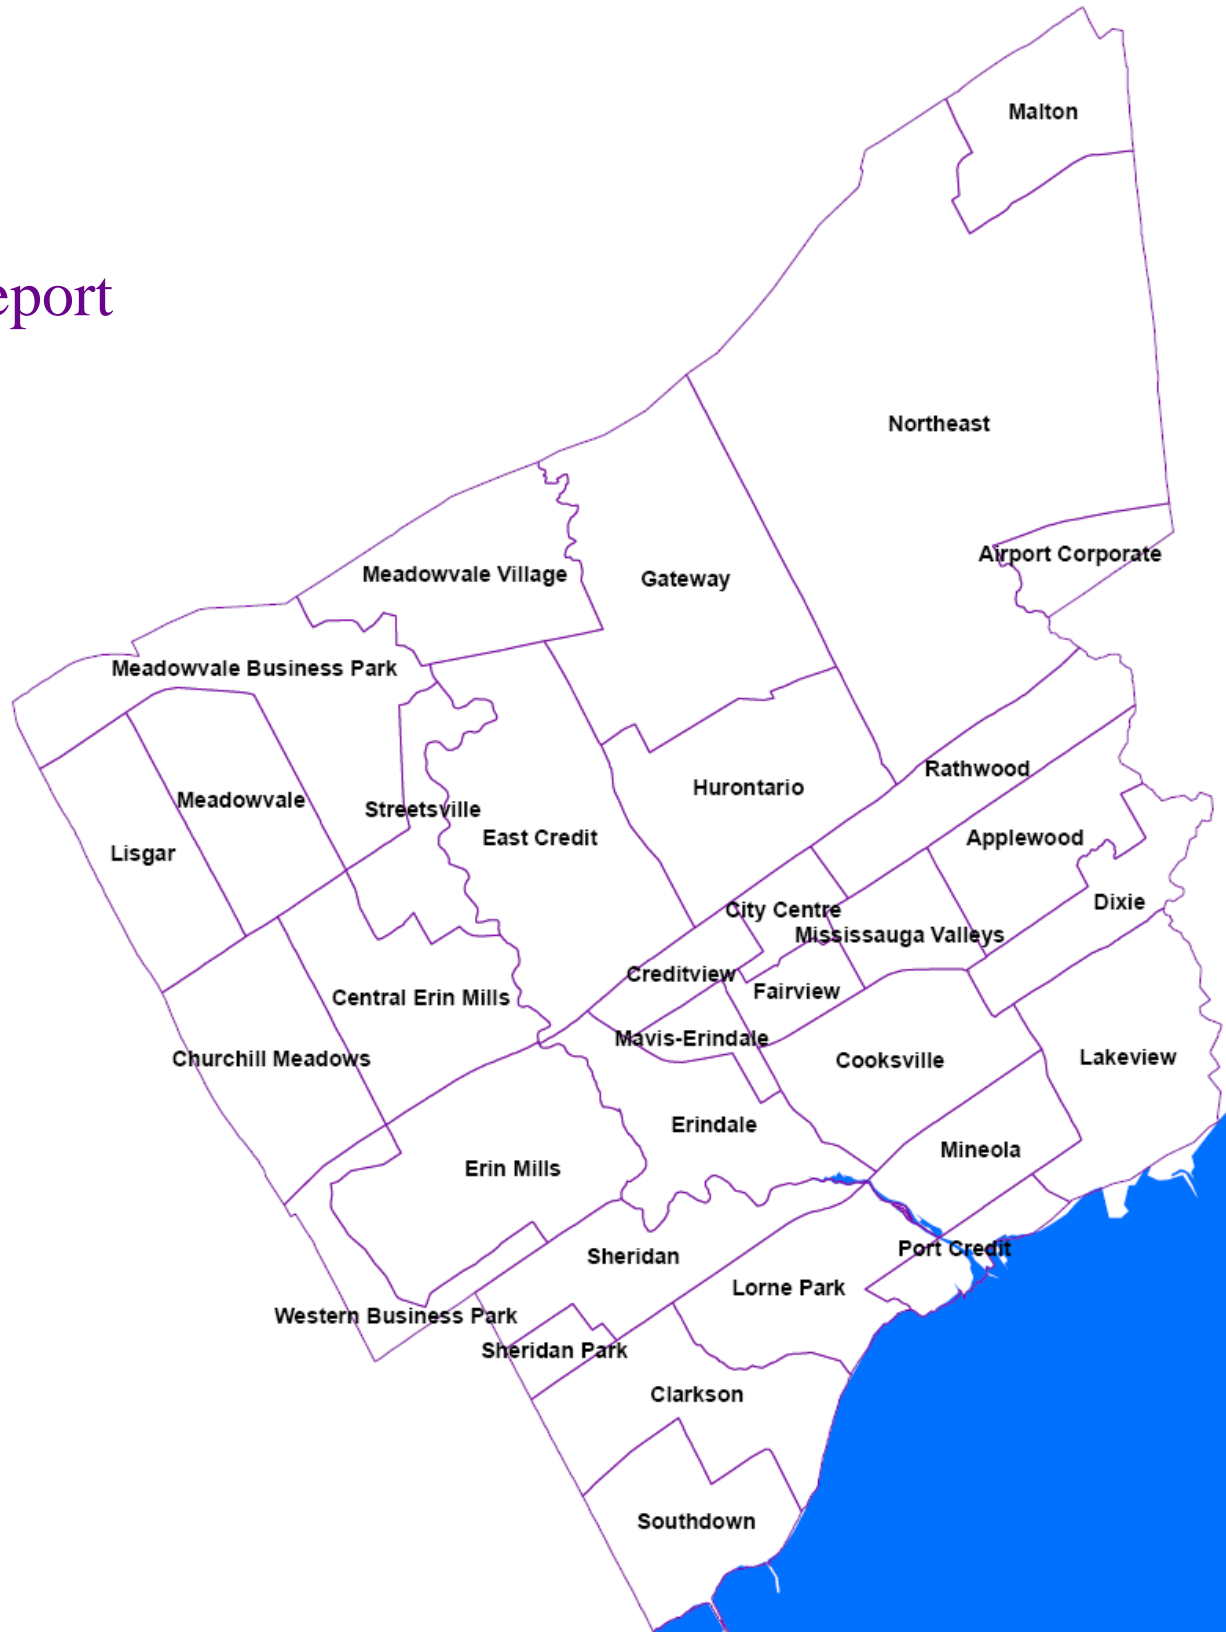 Malton
eport
Northeast
Airport Corporate
Meadowvale Village
Gateway
Meadowvale Business Park
Rathwood
Hurontario
Meadowvale
Streetsville
East Credit
Applewood
Lisgar
Dixie
City Centre
Mississauga Valleys
Creditview
Fairview
Central Erin Mills
Mavis-Erindale
Churchill Meadows
Cooksville
Lakeview
Erindale
Mineola
Erin Mills
Port Credit
Sheridan
Lorne Park
Western Business Park
Sheridan Park
Clarkson
Southdown